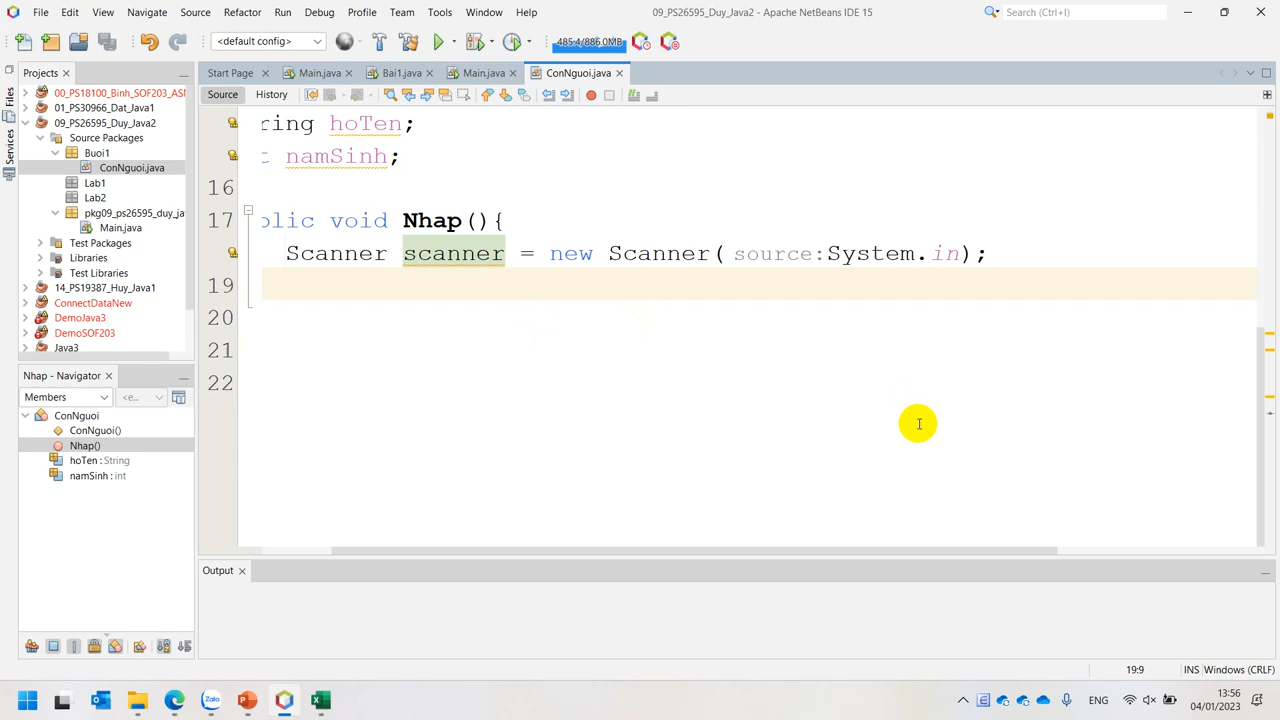 File Edit View Navigate Source Refactor Run Debug Profile Team Tools Window Help
09_PS26595_Duy_Java2 - Apache NetBeans IDE 15
Search (Ctrl+I)
<default config>
485.4/886.0MB
Projects
Start Page
Main.java
Bai1.java
Main.java
ConNguoi.java
Files
Services
Source
History
00_PS18100_Binh_SOF203_ASM
01_PS30966_Dat_Java1
09_PS26595_Duy_Java2
Source Packages
Buoi1
ConNguoi.java
Lab1
Lab2
pkg09_ps26595_duy_ja
Main.java
Test Packages
Libraries
Test Libraries
14_PS19387_Huy_Java1
ConnectDataNew
DemoJava3
DemoSOF203
Java3
ring hoTen;
namSinh;
16
17 blic void Nhap(){
Scanner scanner = new Scanner( source:System.in);
19
20
21
22
Nhap - Navigator
Members
<e...
ConNguoi
ConNguoi()
Nhap()
hoTen : String
namSinh : int
Output
19:9
INS
Windows (CRLF)
Zalo
ENG
13:56
04/01/2023